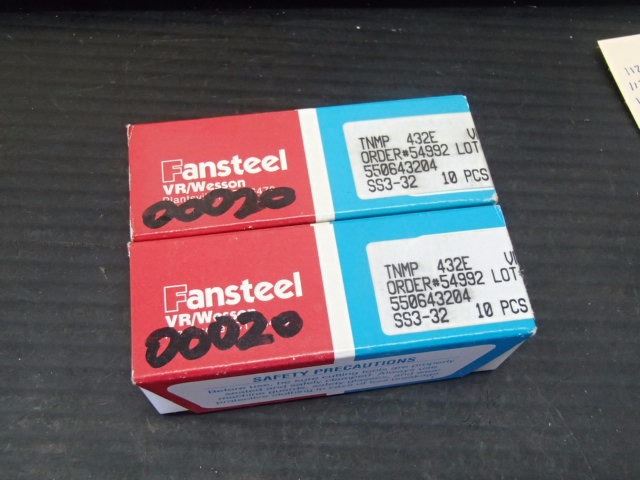 Fansteel
VR/Wesson
00020
TNMP 432E
ORDER#54992 LOT
550643204
SS3-32 10 PCS
Fansteel
VR/Wesson
00020
TNMP 432E
ORDER#54992 LOT
550643204
SS3-32 10 PCS
SAFETY PRECAUTIONS